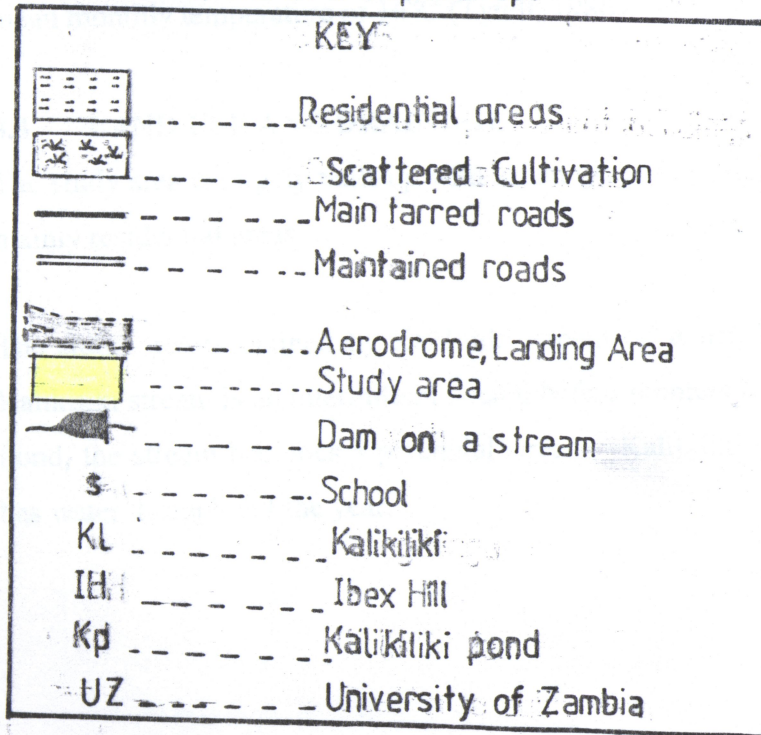 KEY
Residential areas
Scattered Cultivation
Main tarred roads
Maintained roads
Aerodrome, Landing Area
Study area
Dam on a stream
S School
KL Kalikiliki
IH Ibex Hill
Kp Kalikiliki pond
UZ University of Zambia